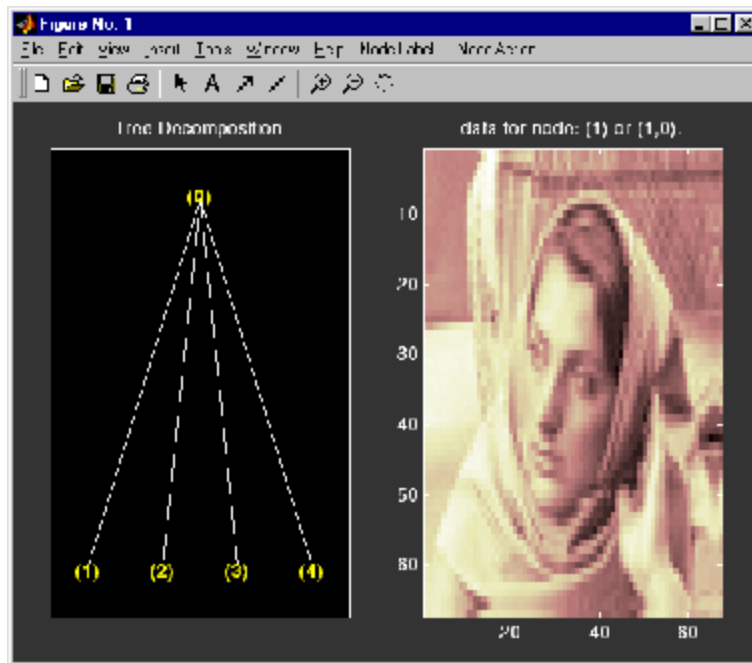 Figure No. 1
File Edit View Insert Tools Window Help Node Label Node Action
Tree Decomposition
data for node: (1) or (1,0).
(0)
(1) (2) (3) (4)
10
20
30
40
50
60
20 40 60